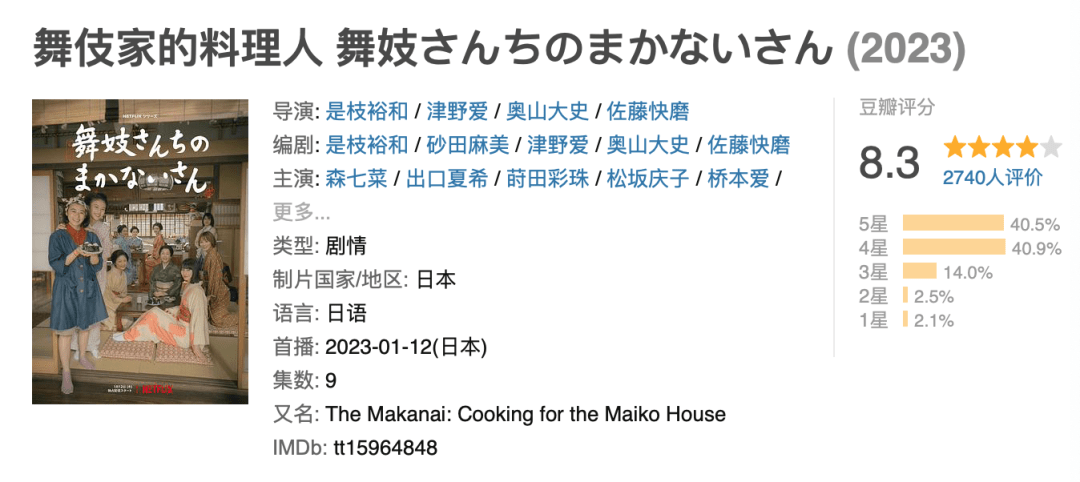 舞伎家的料理人 舞妓さんちのまかないさん (2023)
NETFLIX シリーズ
舞妓さんちの
まかないさん
NETFLIX
导演: 是枝裕和 / 津野爱 / 奥山大史 / 佐藤快磨
编剧: 是枝裕和 / 砂田麻美 / 津野爱 / 奥山大史 / 佐藤快磨
主演: 森七菜 / 出口夏希 / 莳田彩珠 / 松坂庆子 / 桥本爱 /
更多...
类型: 剧情
制片国家/地区: 日本
语言: 日语
首播: 2023-01-12(日本)
集数: 9
又名: The Makanai: Cooking for the Maiko House
IMDb: tt15964848
豆瓣评分
8.3
2740人评价
5星 40.5%
4星 40.9%
3星 14.0%
2星 2.5%
1星 2.1%